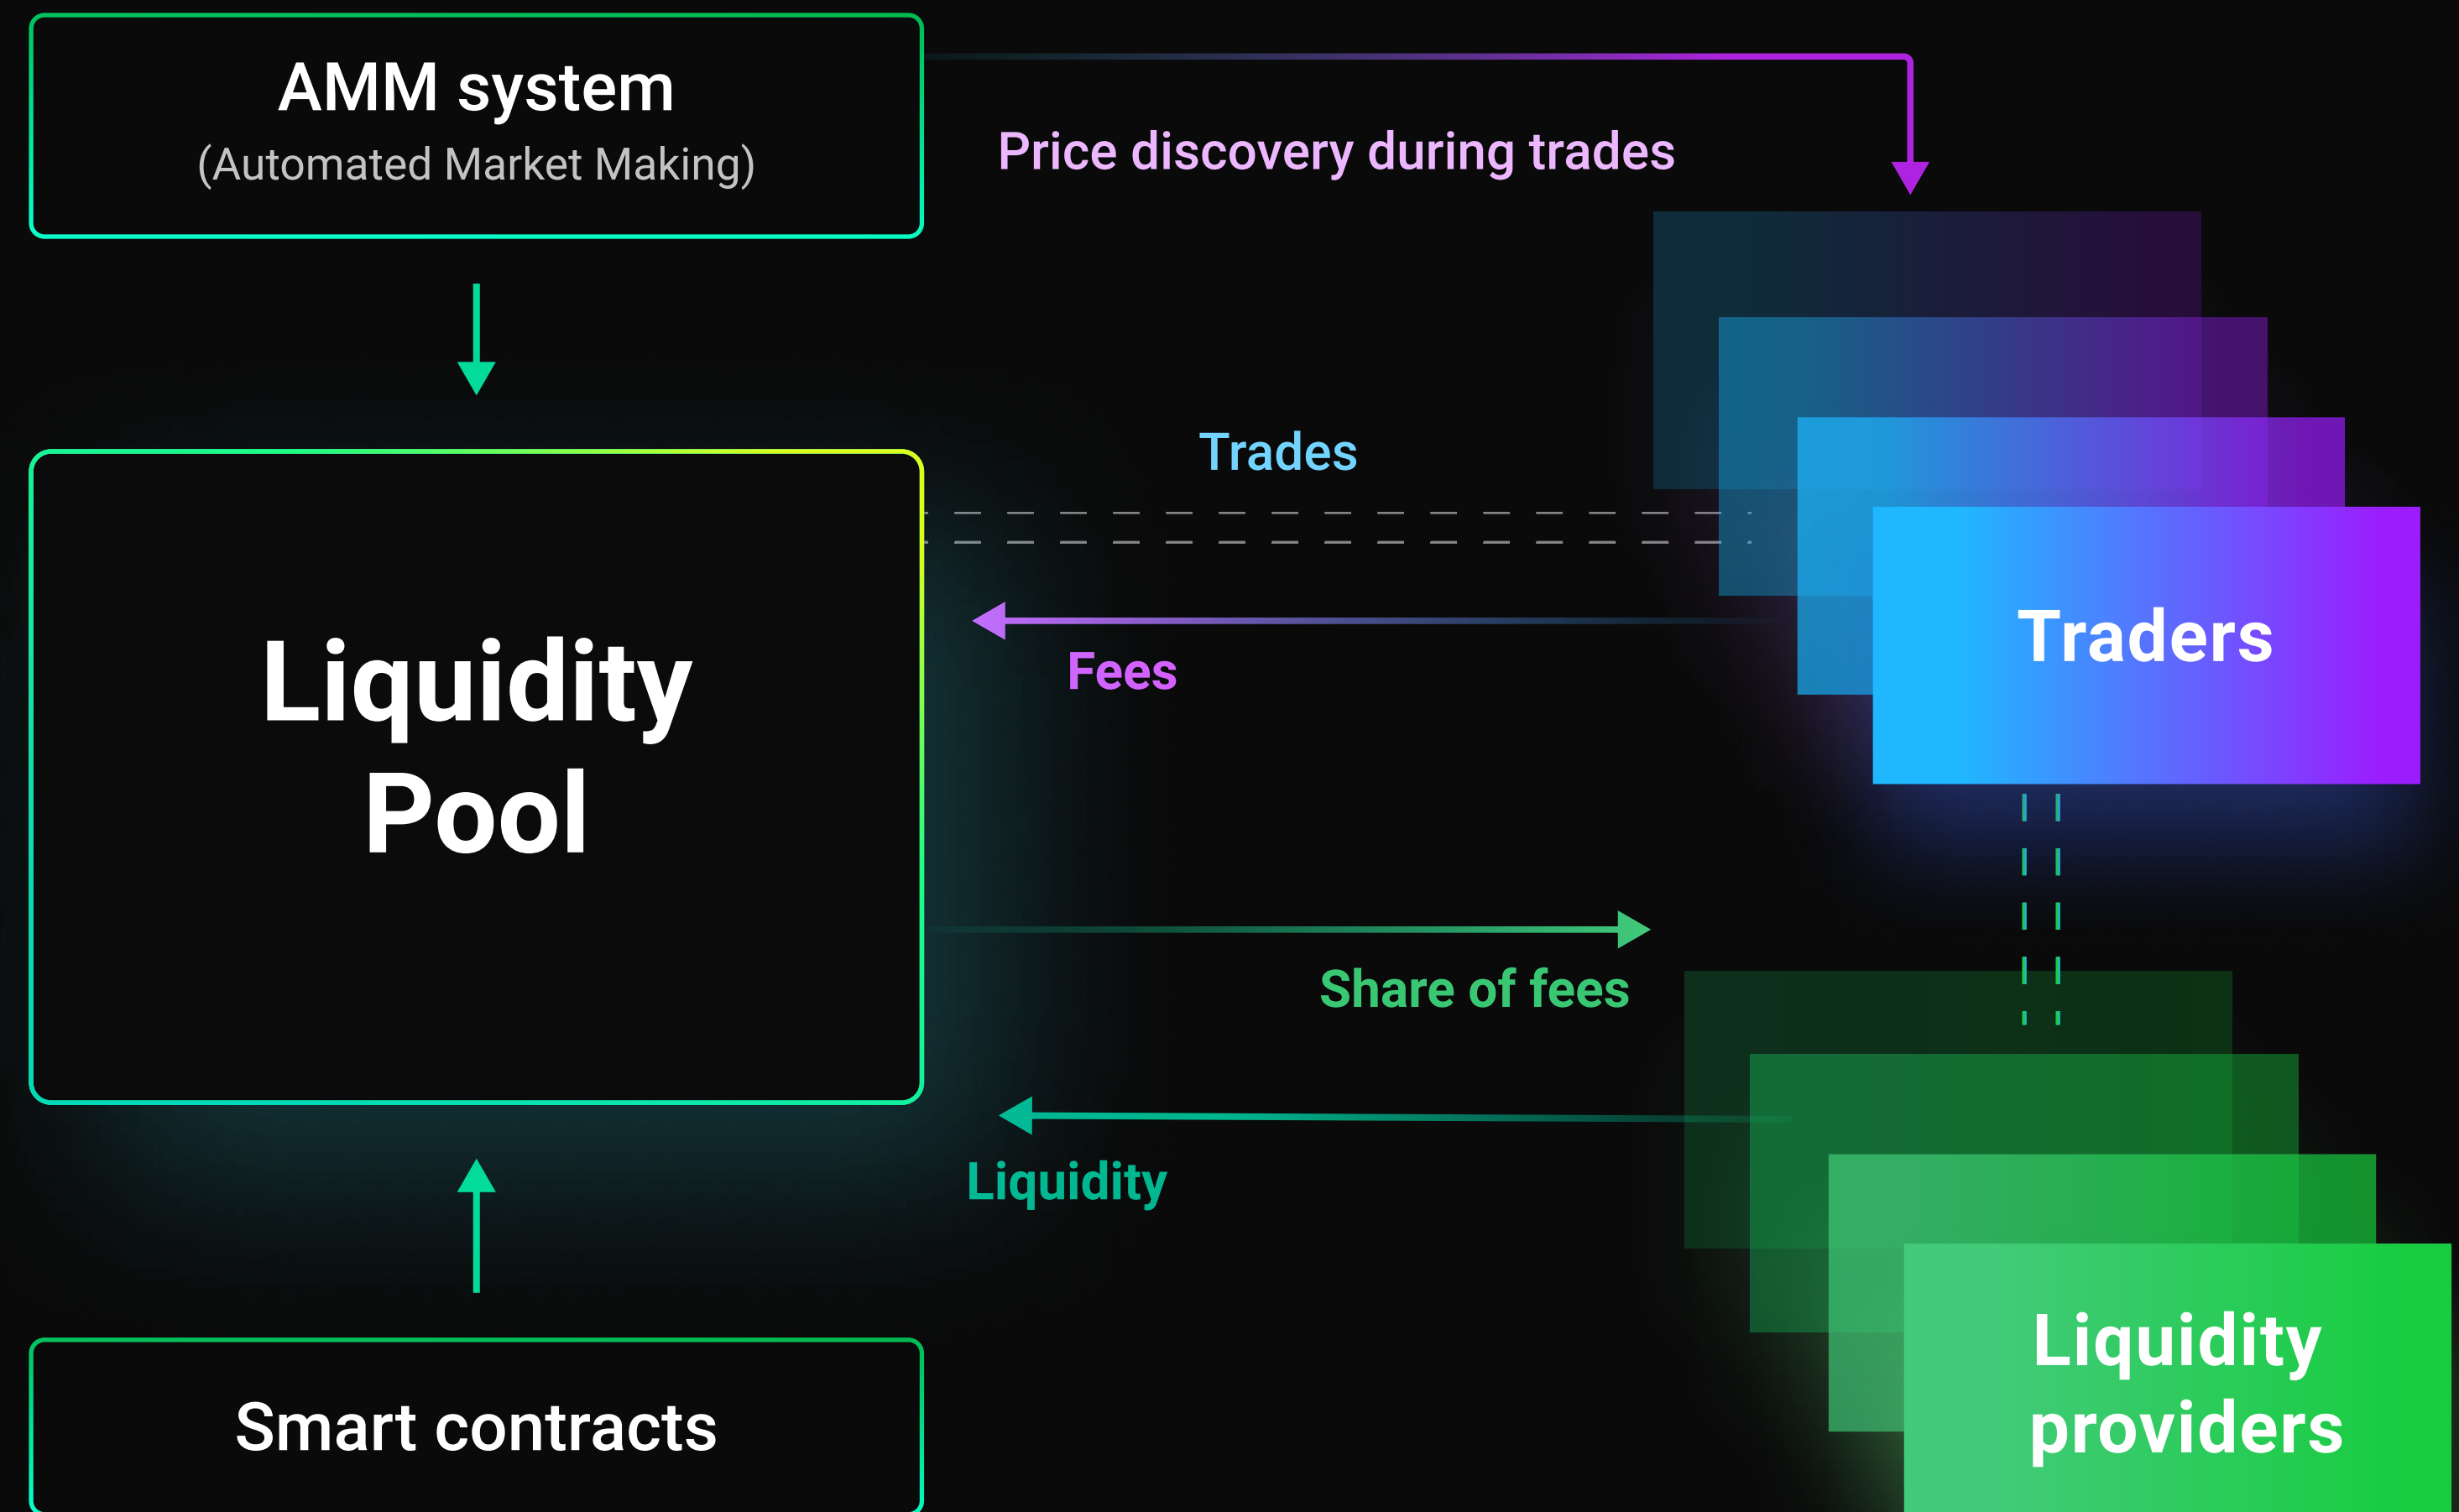 AMM system
(Automated Market Making)
Price discovery during trades
Trades
Fees
Traders
Liquidity
Pool
Share of fees
Liquidity
Liquidity
providers
Smart contracts